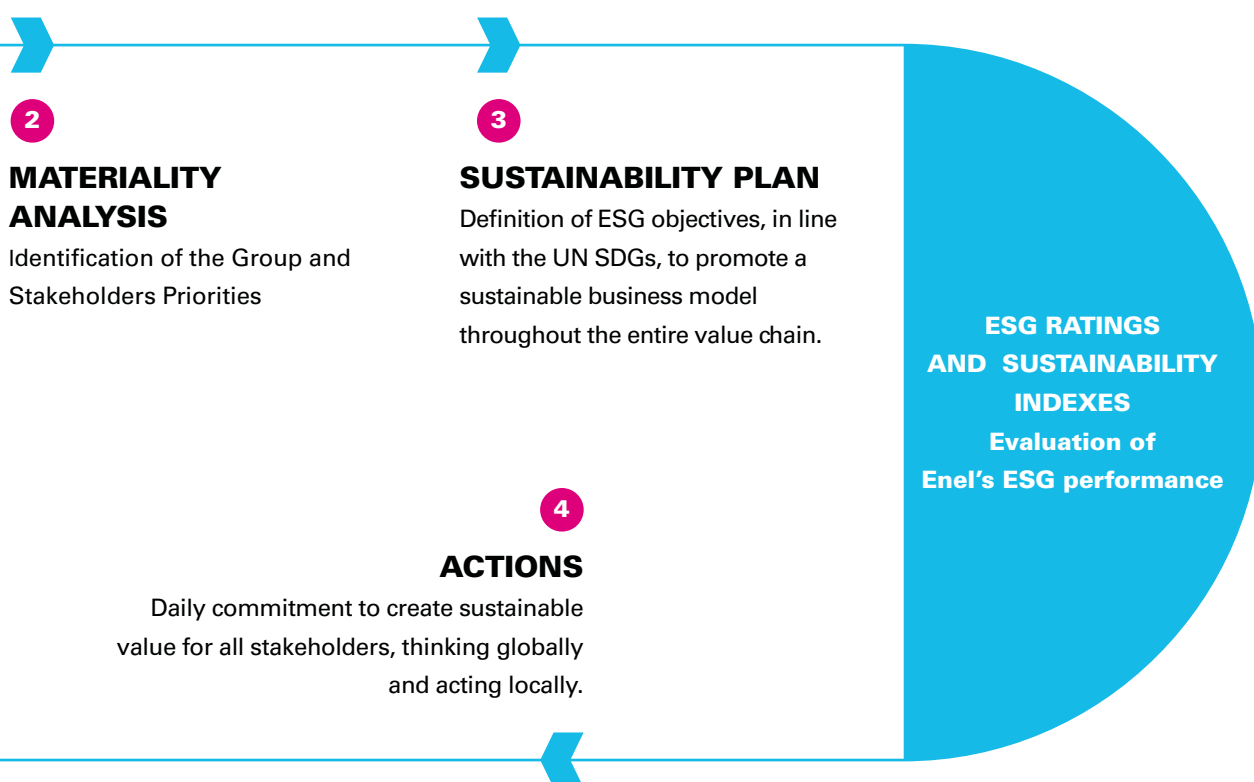 2
MATERIALITY
ANALYSIS
Identification of the Group and
Stakeholders Priorities
3
SUSTAINABILITY PLAN
Definition of ESG objectives, in line
with the UN SDGs, to promote a
sustainable business model
throughout the entire value chain.
ESG RATINGS
AND SUSTAINABILITY
INDEXES
Evaluation of
Enel’s ESG performance
4
ACTIONS
Daily commitment to create sustainable
value for all stakeholders, thinking globally
and acting locally.